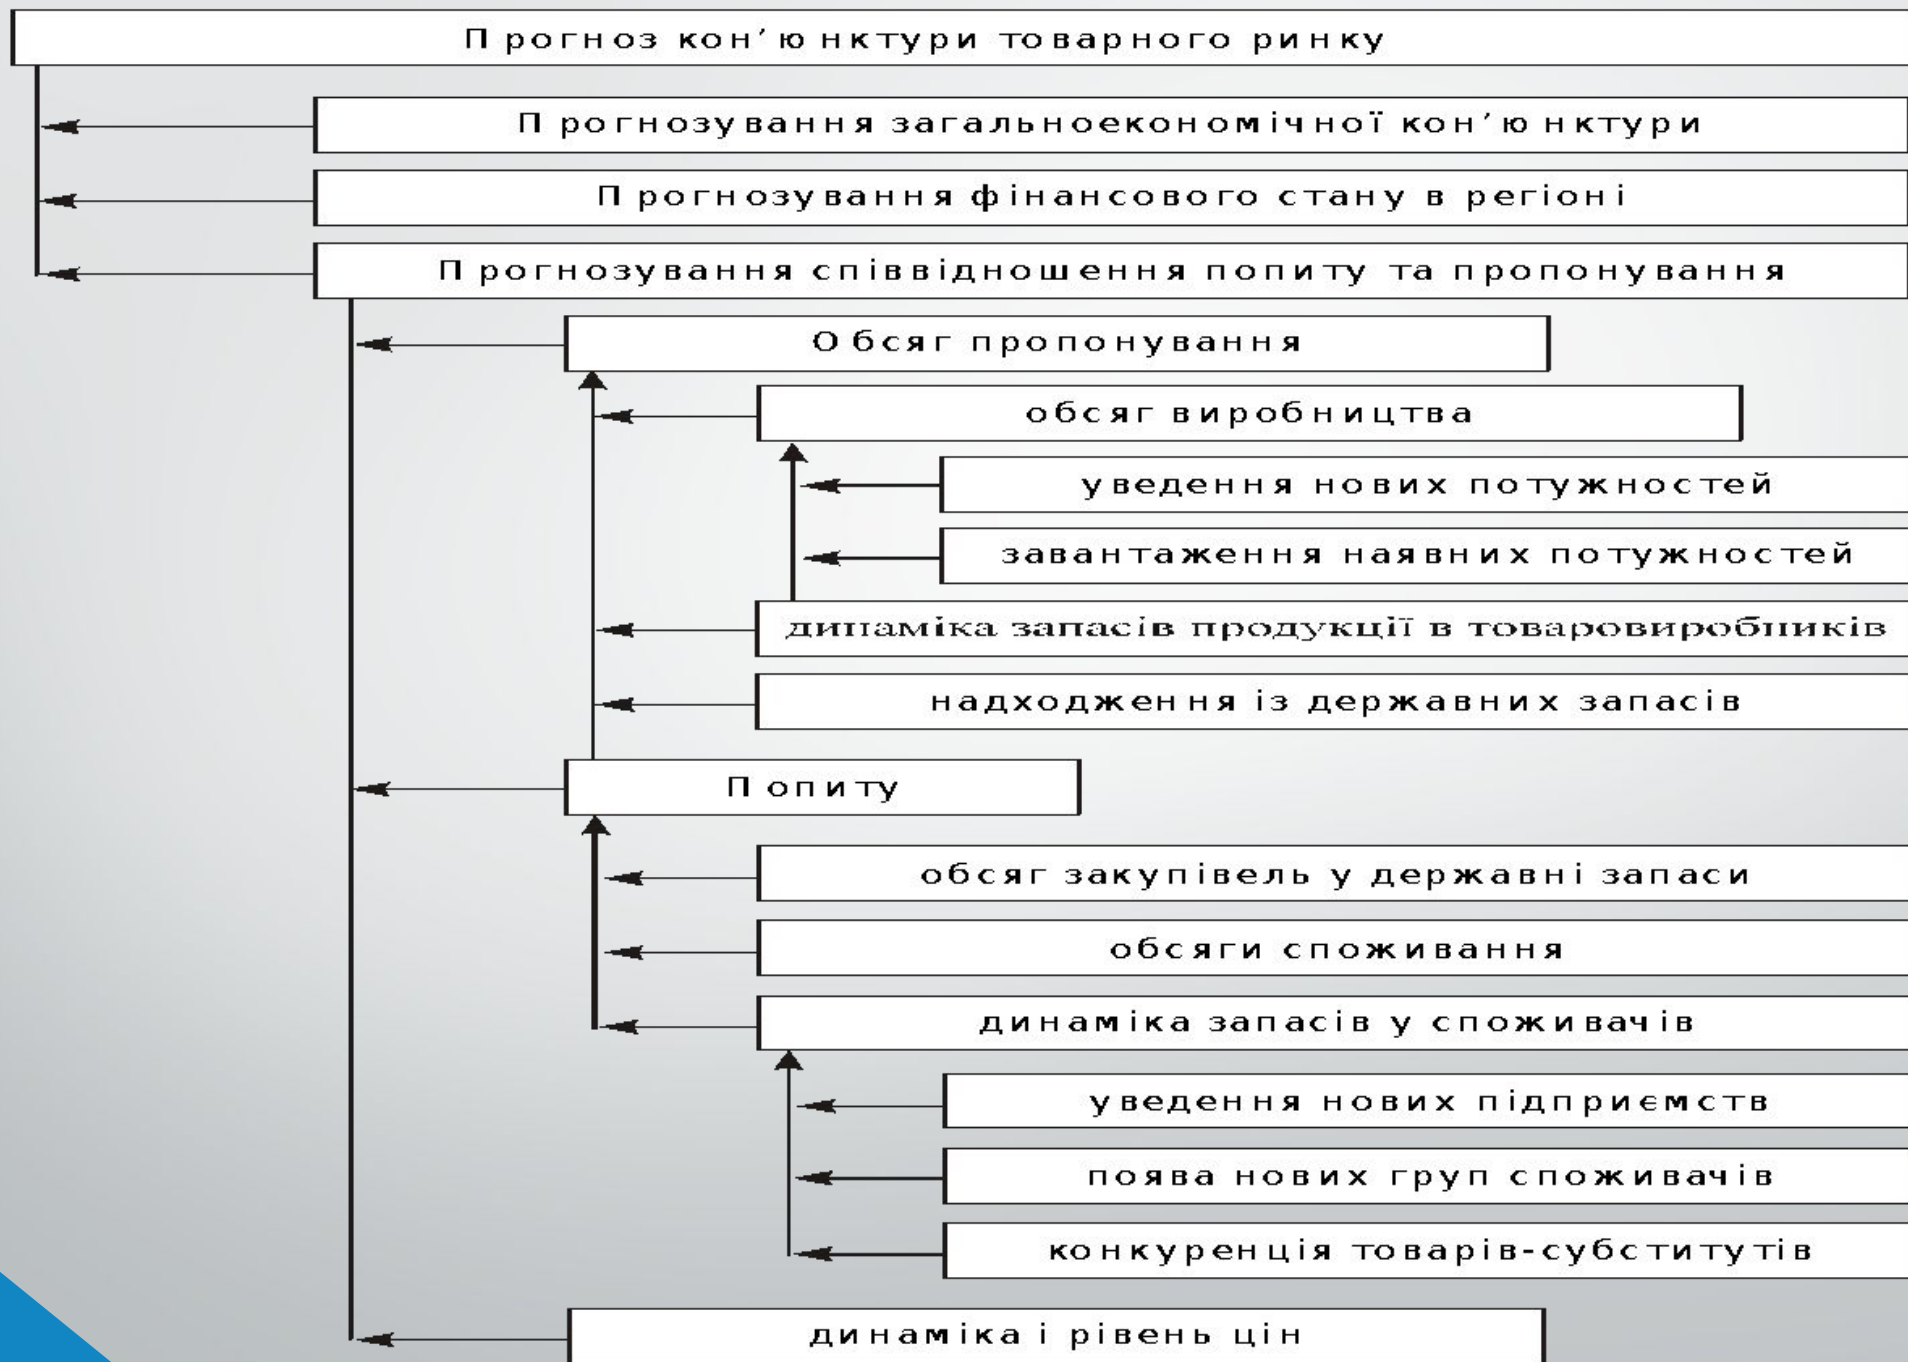 Прогноз кон’юнктури товарного ринку
Прогнозування загальноекономічної кон’юнктури
Прогнозування фінансового стану в регіоні
Прогнозування співвідношення попиту та пропонування
Обсяг пропонування
обсяг виробництва
уведення нових потужностей
завантаження наявних потужностей
динаміка запасів продукції в товаровиробників
надходження із державних запасів
Попиту
обсяг закупівель у державні запаси
обсяги споживання
динаміка запасів у споживачів
уведення нових підприємств
поява нових груп споживачів
конкуренція товарів-субститутів
динаміка і рівень цін